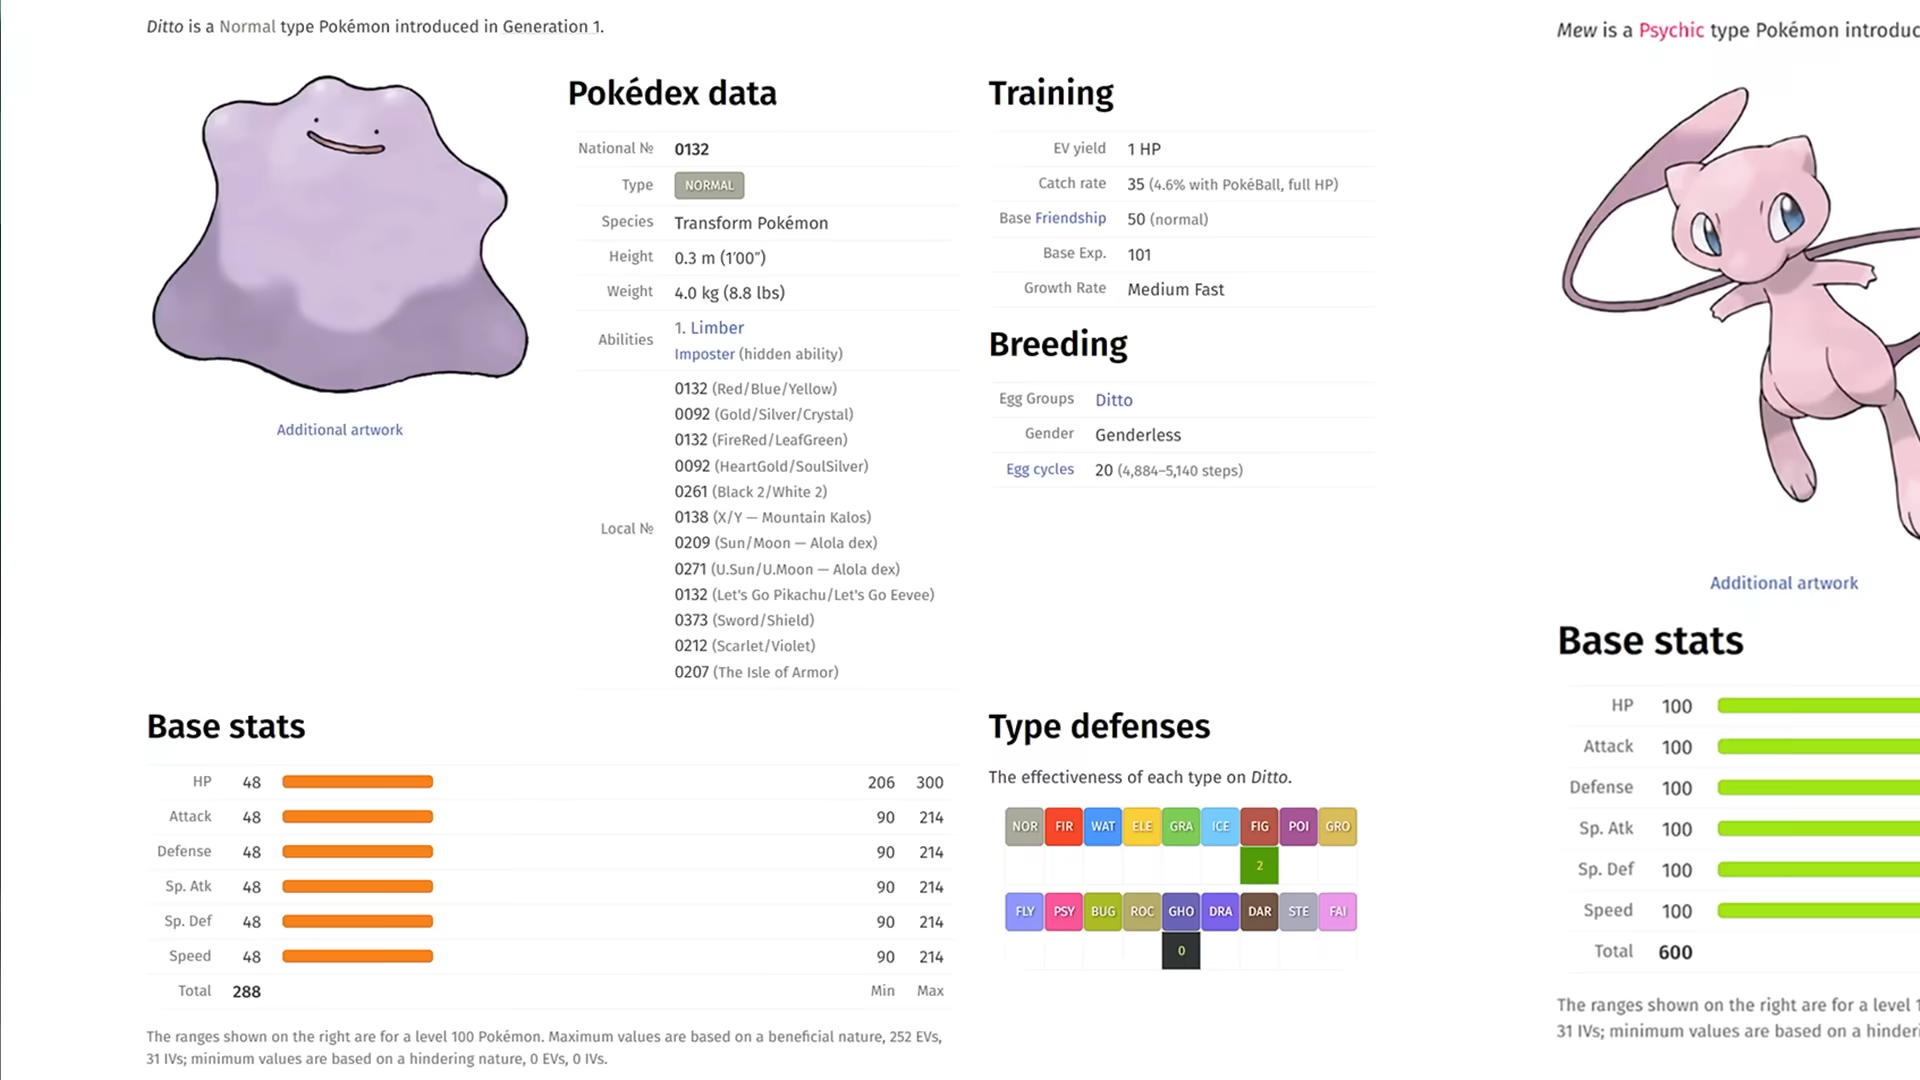 Ditto is a Normal type Pokémon introduced in Generation 1.
Additional artwork
Pokédex data
National № 0132
Type NORMAL
Species Transform Pokémon
Height 0.3 m (1′00″)
Weight 4.0 kg (8.8 lbs)
Abilities 1. Limber
Imposter (hidden ability)
Local № 0132 (Red/Blue/Yellow)
0092 (Gold/Silver/Crystal)
0132 (FireRed/LeafGreen)
0092 (HeartGold/SoulSilver)
0261 (Black 2/White 2)
0138 (X/Y — Mountain Kalos)
0209 (Sun/Moon — Alola dex)
0271 (U.Sun/U.Moon — Alola dex)
0132 (Let's Go Pikachu/Let's Go Eevee)
0373 (Sword/Shield)
0212 (Scarlet/Violet)
0207 (The Isle of Armor)
Training
EV yield 1 HP
Catch rate 35 (4.6% with PokéBall, full HP)
Base Friendship 50 (normal)
Base Exp. 101
Growth Rate Medium Fast
Breeding
Egg Groups Ditto
Gender Genderless
Egg cycles 20 (4,884–5,140 steps)
Base stats
HP 48 206 300
Attack 48 90 214
Defense 48 90 214
Sp. Atk 48 90 214
Sp. Def 48 90 214
Speed 48 90 214
Total 288 Min Max
The ranges shown on the right are for a level 100 Pokémon. Maximum values are based on a beneficial nature, 252 EVs,
31 IVs; minimum values are based on a hindering nature, 0 EVs, 0 IVs.
Type defenses
The effectiveness of each type on Ditto.
NOR FIR WAT ELE GRA ICE FIG POI GRO
2
FLY PSY BUG ROC GHO DRA DAR STE FAI
0
Mew is a Psychic type Pokémon introduc
Additional artwork
Base stats
HP 100
Attack 100
Defense 100
Sp. Atk 100
Sp. Def 100
Speed 100
Total 600
The ranges shown on the right are for a level 1
31 IVs; minimum values are based on a hinderi